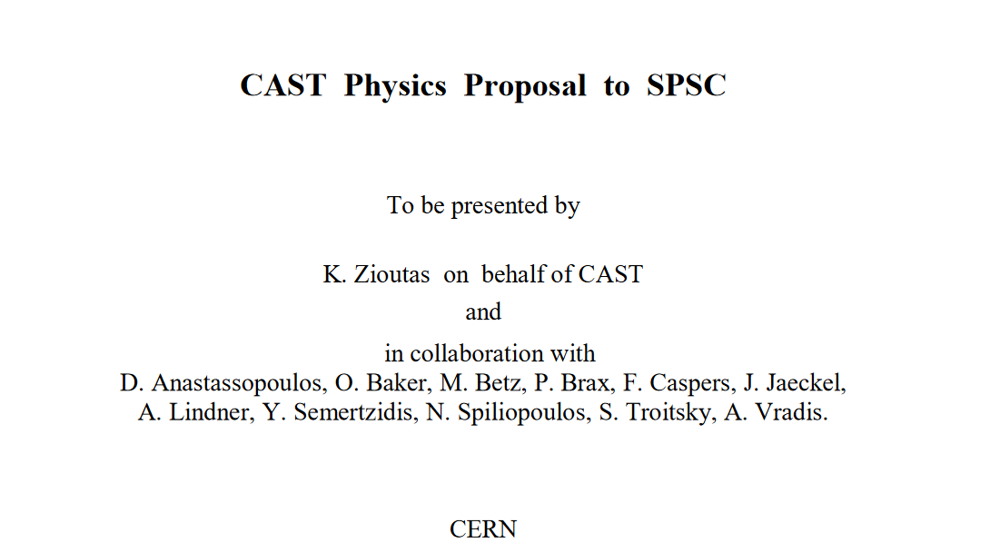 CAST Physics Proposal to SPSC
To be presented by
K. Zioutas on behalf of CAST
and
in collaboration with
D. Anastassopoulos, O. Baker, M. Betz, P. Brax, F. Caspers, J. Jaeckel,
A. Lindner, Y. Semertzidis, N. Spiliopoulos, S. Troitsky, A. Vradis.
CERN